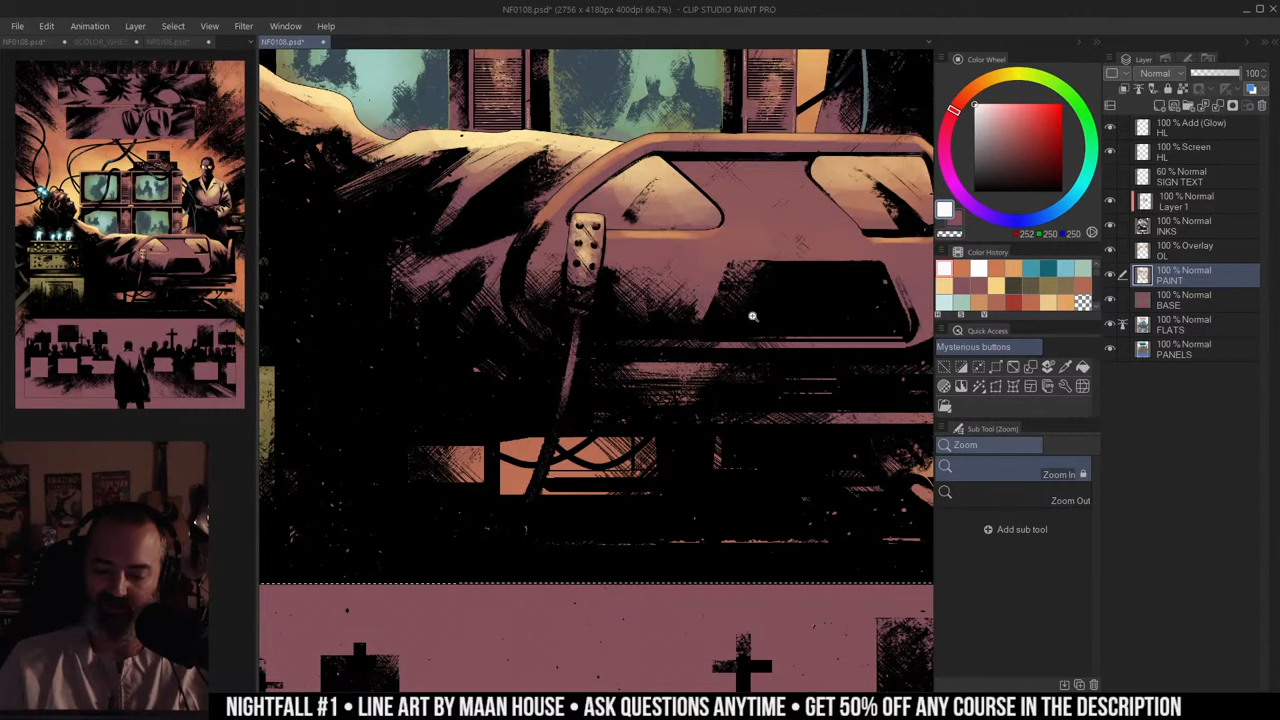 NF0108.psd* (2756 x 4180px 400dpi 66.7%) - CLIP STUDIO PAINT PRO
File Edit Animation Layer Select View Filter Window Help
NF0108.psd*
NF0108.psd*
Color Wheel
252 250 250
Color History
Quick Access
Mysterious buttons
Sub Tool (Zoom)
Zoom
Zoom In
Zoom Out
Add sub tool
Layer
Normal 100
100 % Add (Glow)
HL
100 % Screen
HL
60 % Normal
SIGN TEXT
100 % Normal
Layer 1
100 % Normal
INKS
100 % Overlay
OL
100 % Normal
PAINT
100 % Normal
BASE
100 % Normal
FLATS
100 % Normal
PANELS
NIGHTFALL #1 • LINE ART BY MAAN HOUSE • ASK QUESTIONS ANYTIME • GET 50% OFF ANY COURSE IN THE DESCRIPTION